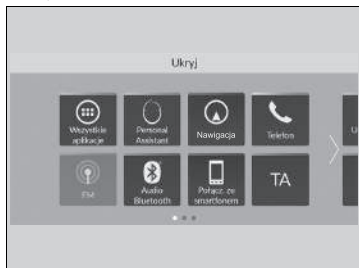 Ukryj
Wszystkie
aplikacje
Personal
Assistant
Nawigacja
Telefon
U
FM
Audio
Bluetooth
Połącz. ze
smartfonem
TA